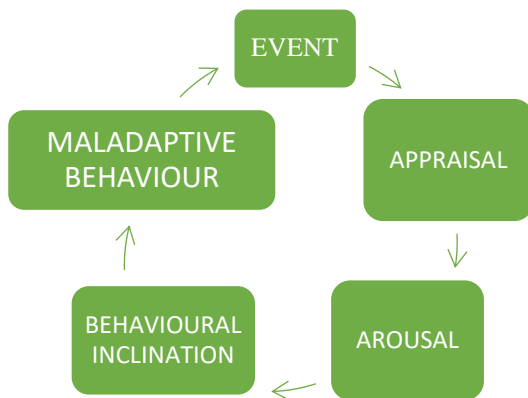 EVENT
APPRAISAL
AROUSAL
BEHAVIOURAL
INCLINATION
MALADAPTIVE
BEHAVIOUR